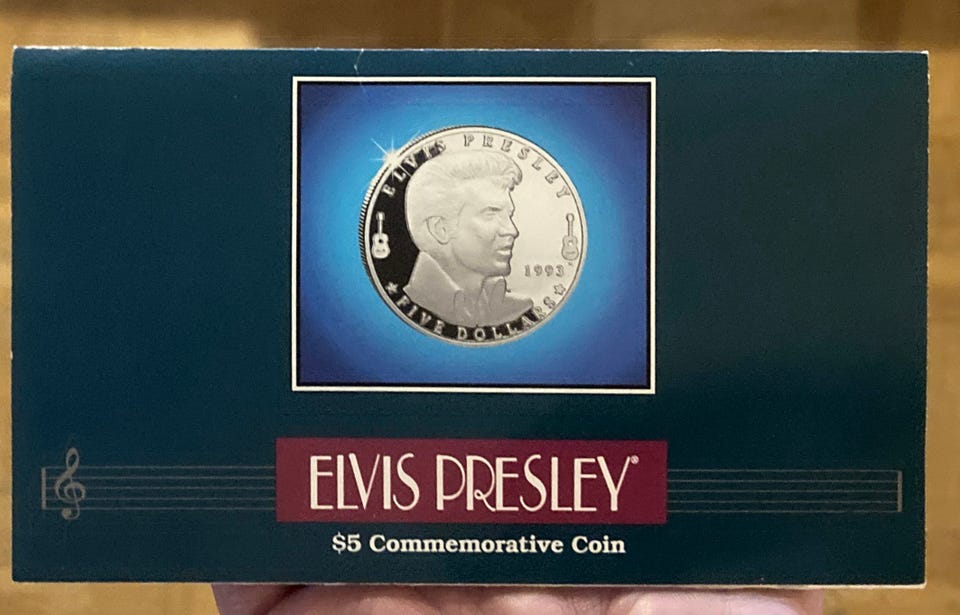 ELVIS PRESLEY
1993
FIVE DOLLARS
ELVIS PRESLEY®
$5 Commemorative Coin